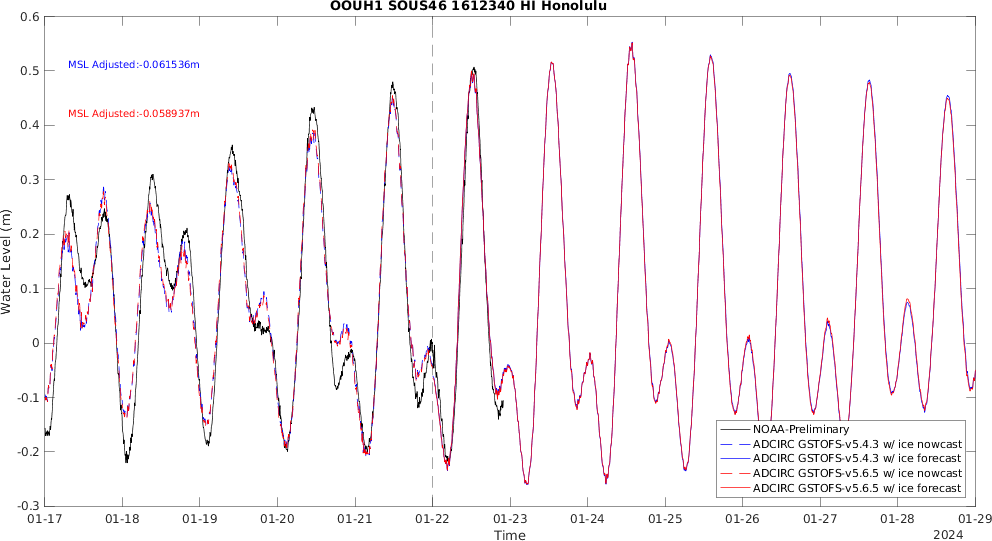 OOUH1 SOUS46 1612340 HI Honolulu
0.6
0.5
0.4
0.3
0.2
0.1
0
-0.1
-0.2
-0.3
Water Level (m)
MSL Adjusted:-0.061536m
MSL Adjusted:-0.058937m
NOAA-Preliminary
ADCIRC GSTOFS-v5.4.3 w/ ice nowcast
ADCIRC GSTOFS-v5.4.3 w/ ice forecast
ADCIRC GSTOFS-v5.6.5 w/ ice nowcast
ADCIRC GSTOFS-v5.6.5 w/ ice forecast
01-17 01-18 01-19 01-20 01-21 01-22 01-23 01-24 01-25 01-26 01-27 01-28 01-29
Time
2024